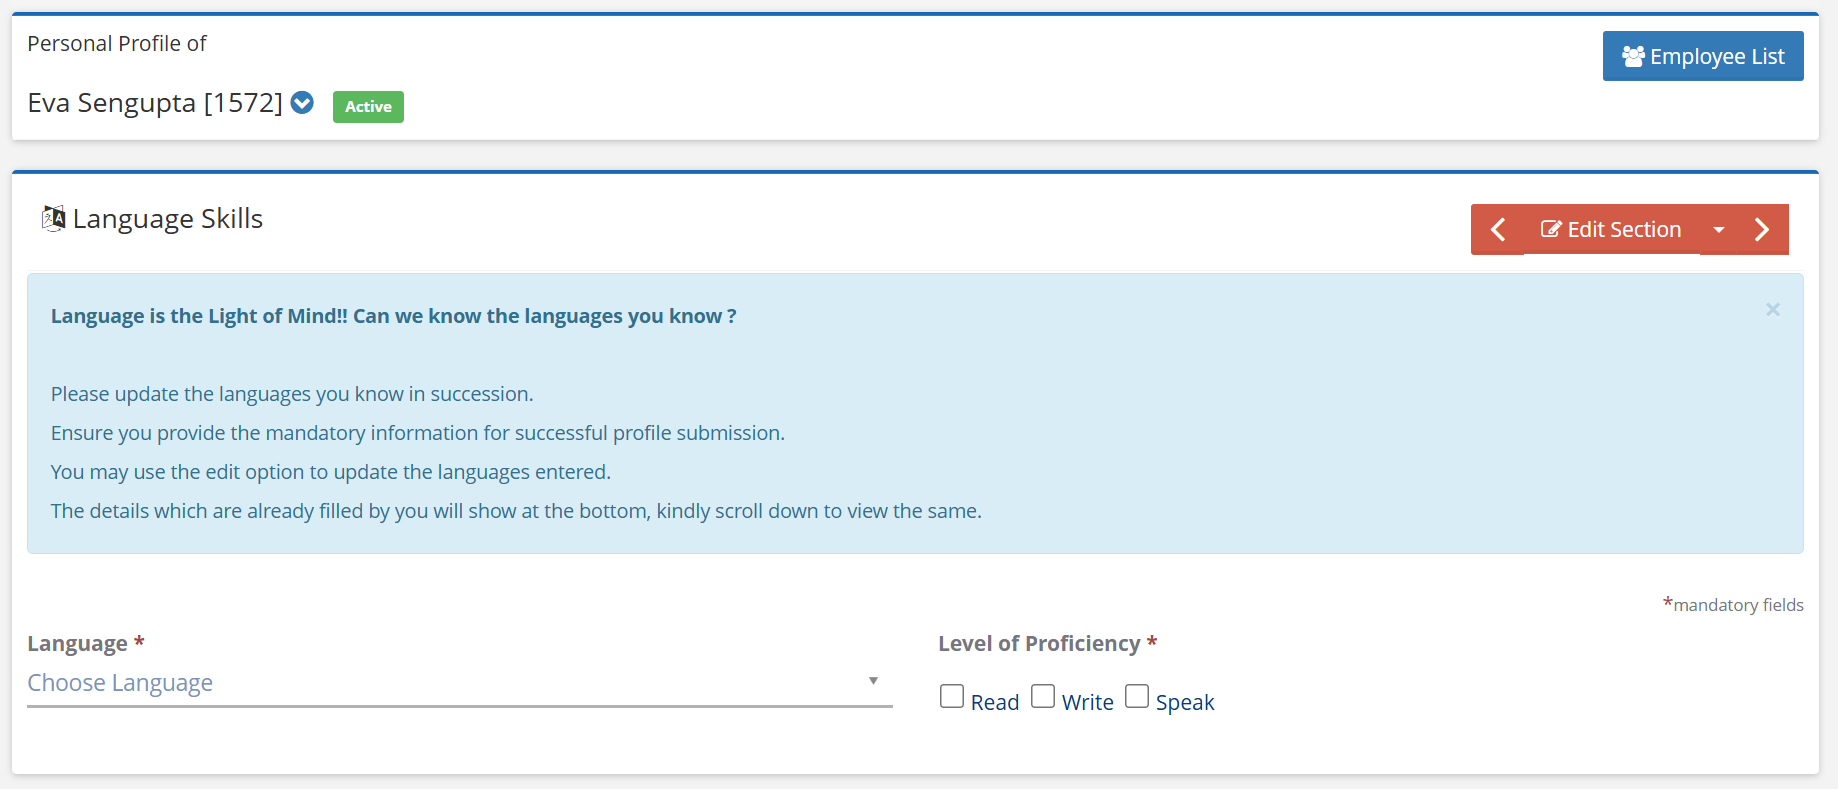 Personal Profile of
Employee List
Eva Sengupta [1572]
Active
Language Skills
Edit Section
Language is the Light of Mind!! Can we know the languages you know ?
Please update the languages you know in succession.
Ensure you provide the mandatory information for successful profile submission.
You may use the edit option to update the languages entered.
The details which are already filled by you will show at the bottom, kindly scroll down to view the same.
*mandatory fields
Language *
Level of Proficiency *
Choose Language
Read Write Speak